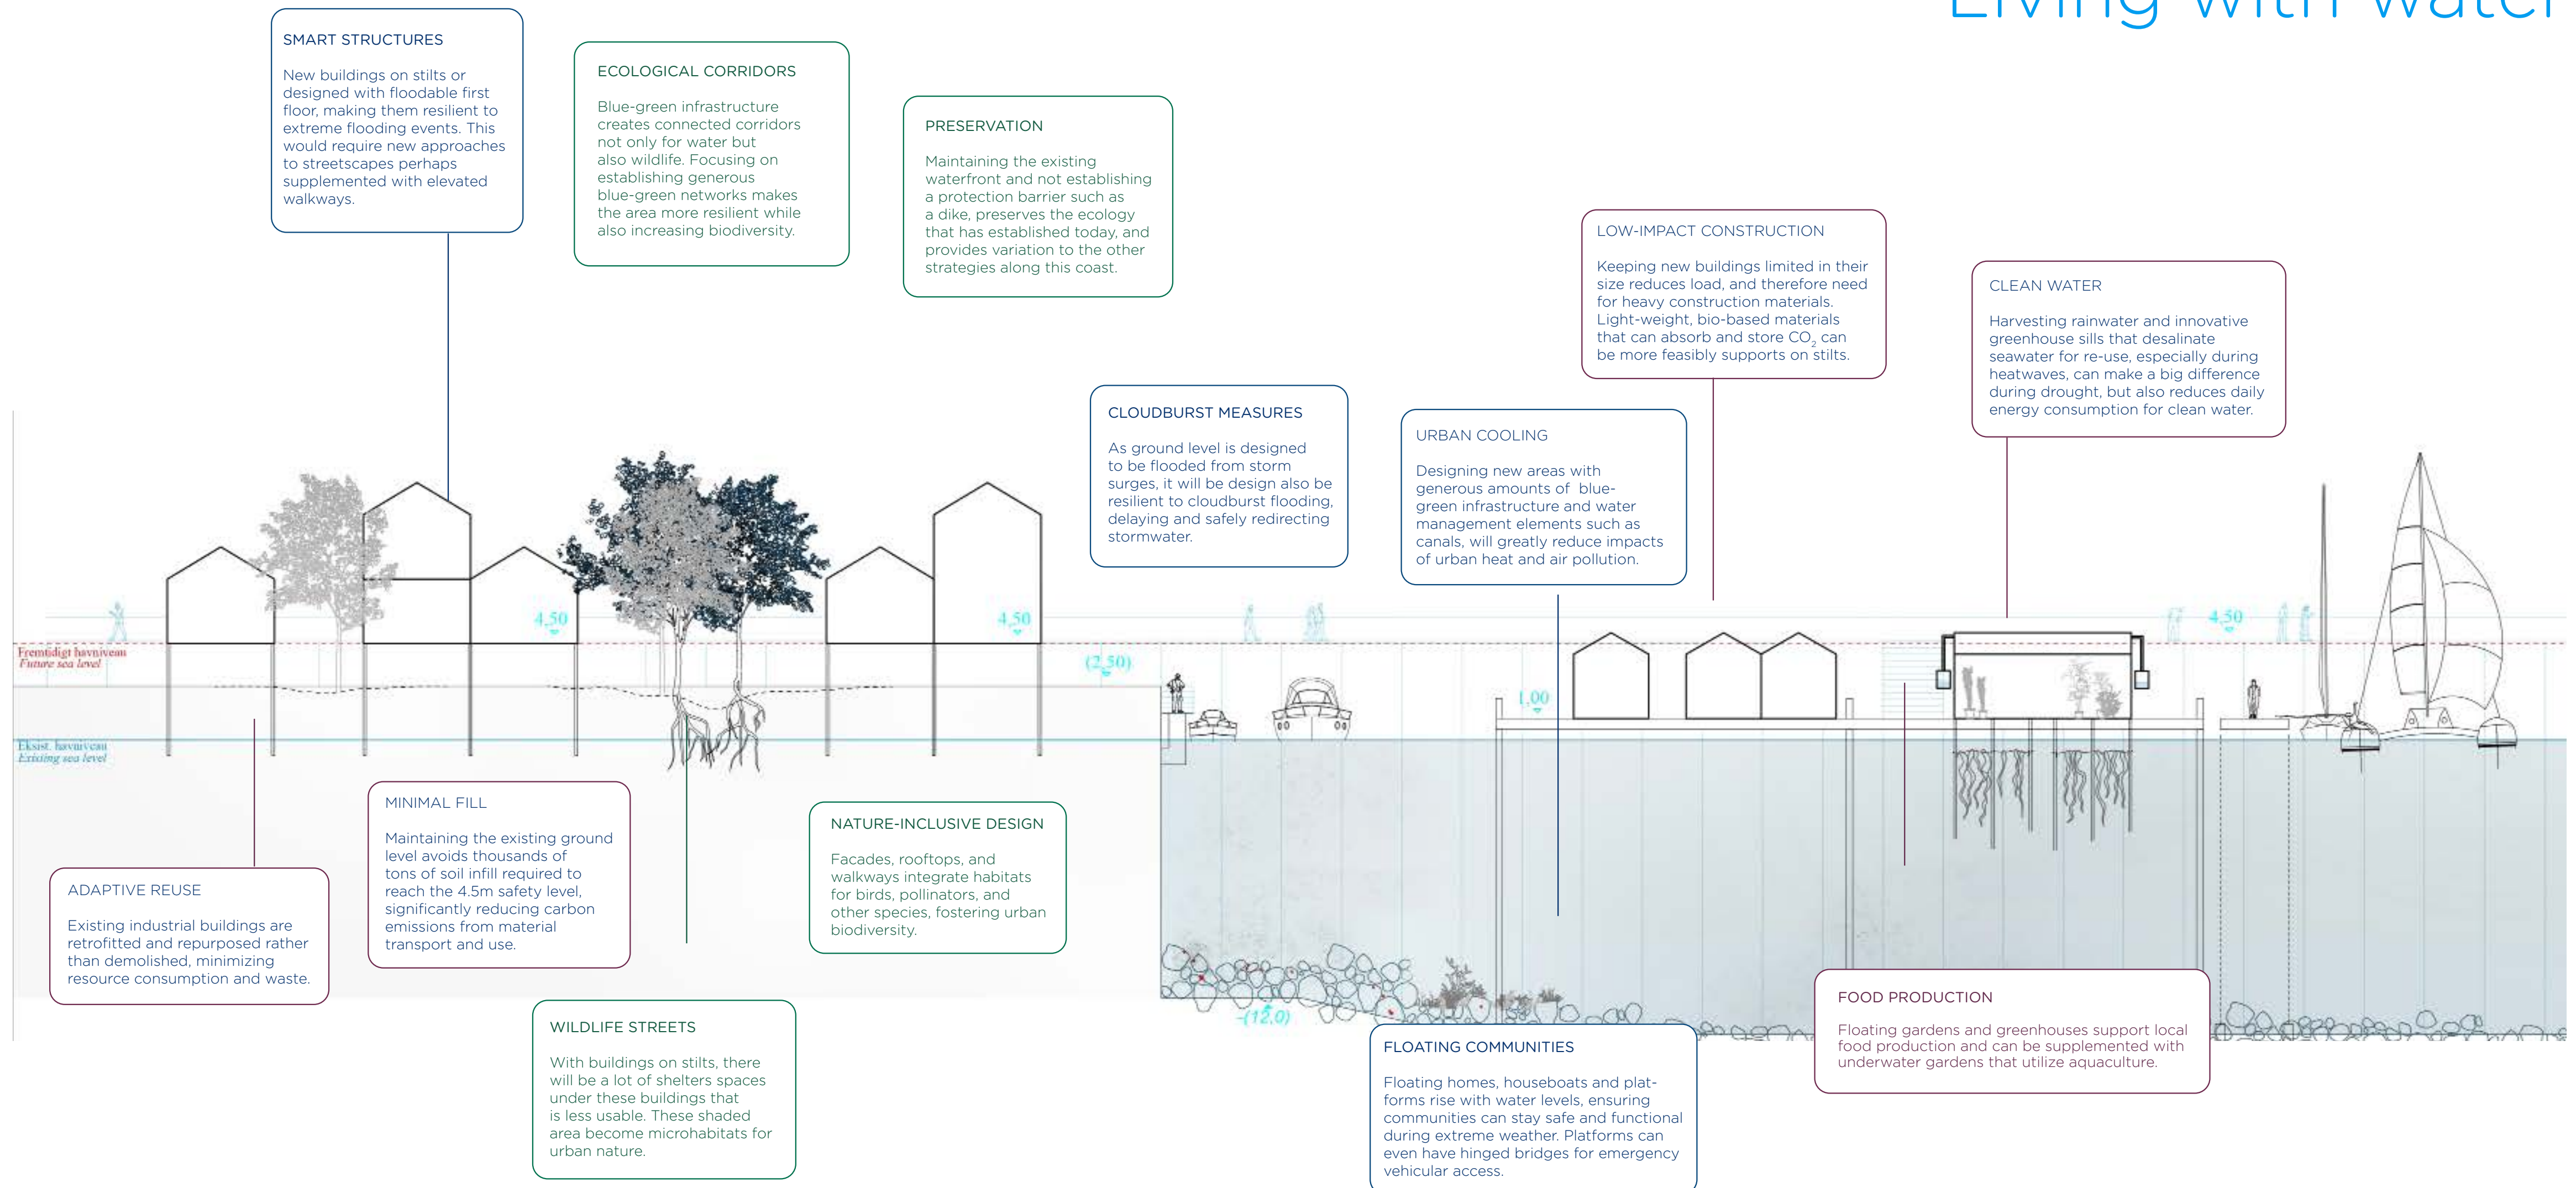 Living with water
SMART STRUCTURES
New buildings on stilts or
designed with floodable first
floor, making them resilient to
extreme flooding events. This
would require new approaches
to streetscapes perhaps
supplemented with elevated
walkways.
ECOLOGICAL CORRIDORS
Blue-green infrastructure
creates connected corridors
not only for water but
also wildlife. Focusing on
establishing generous
blue-green networks makes
the area more resilient while
also increasing biodiversity.
PRESERVATION
Maintaining the existing
waterfront and not establishing
a protection barrier such as
a dike, preserves the ecology
that has established today, and
provides variation to the other
strategies along this coast.
LOW-IMPACT CONSTRUCTION
Keeping new buildings limited in their
size reduces load, and therefore need
for heavy construction materials.
Light-weight, bio-based materials
that can absorb and store CO₂ can
be more feasibly supports on stilts.
CLEAN WATER
Harvesting rainwater and innovative
greenhouse sills that desalinate
seawater for re-use, especially during
heatwaves, can make a big difference
during drought, but also reduces daily
energy consumption for clean water.
CLOUDBURST MEASURES
As ground level is designed
to be flooded from storm
surges, it will be design also be
resilient to cloudburst flooding,
delaying and safely redirecting
stormwater.
URBAN COOLING
Designing new areas with
generous amounts of  blue-
green infrastructure and water
management elements such as
canals, will greatly reduce impacts
of urban heat and air pollution.
4,50
4,50
4,50
Fremtidigt havniveau
Future sea level
(2,50)
1,00
Eksist. havniveau
Existing sea level
MINIMAL FILL
Maintaining the existing ground
level avoids thousands of
tons of soil infill required to
reach the 4.5m safety level,
significantly reducing carbon
emissions from material
transport and use.
NATURE-INCLUSIVE DESIGN
Facades, rooftops, and
walkways integrate habitats
for birds, pollinators, and
other species, fostering urban
biodiversity.
ADAPTIVE REUSE
Existing industrial buildings are
retrofitted and repurposed rather
than demolished, minimizing
resource consumption and waste.
-(12,0)
WILDLIFE STREETS
With buildings on stilts, there
will be a lot of shelters spaces
under these buildings that
is less usable. These shaded
area become microhabitats for
urban nature.
FLOATING COMMUNITIES
Floating homes, houseboats and plat-
forms rise with water levels, ensuring
communities can stay safe and functional
during extreme weather. Platforms can
even have hinged bridges for emergency
vehicular access.
FOOD PRODUCTION
Floating gardens and greenhouses support local
food production and can be supplemented with
underwater gardens that utilize aquaculture.